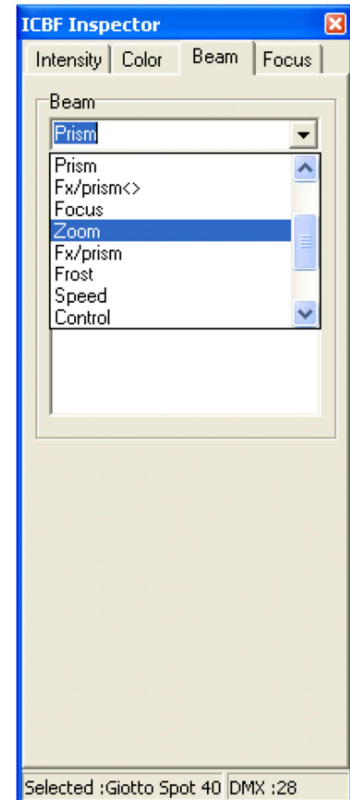 ICBF Inspector
Intensity Color Beam Focus
Beam
Prism
Prism
Fx/prism<>
Focus
Zoom
Fx/prism
Frost
Speed
Control
Selected :Giotto Spot 40 DMX :28